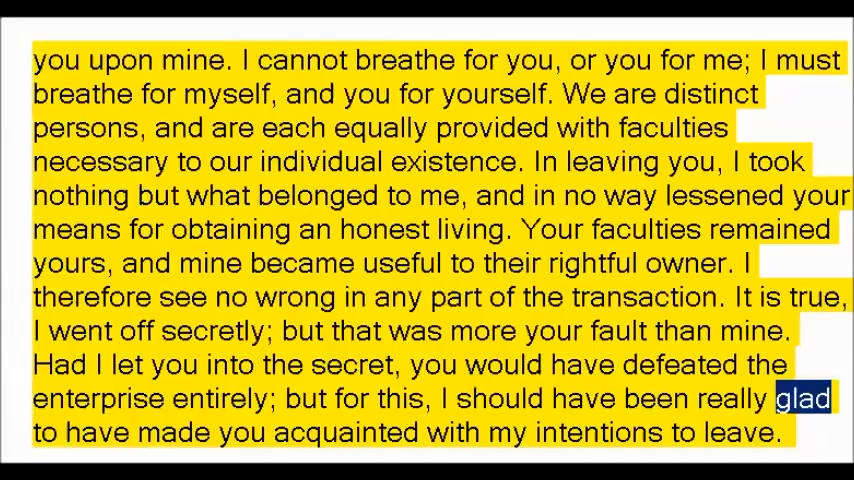 you upon mine. I cannot breathe for you, or you for me; I must
breathe for myself, and you for yourself. We are distinct
persons, and are each equally provided with faculties
necessary to our individual existence. In leaving you, I took
nothing but what belonged to me, and in no way lessened your
means for obtaining an honest living. Your faculties remained
yours, and mine became useful to their rightful owner. I
therefore see no wrong in any part of the transaction. It is true,
I went off secretly; but that was more your fault than mine.
Had I let you into the secret, you would have defeated the
enterprise entirely; but for this, I should have been really glad
to have made you acquainted with my intentions to leave.